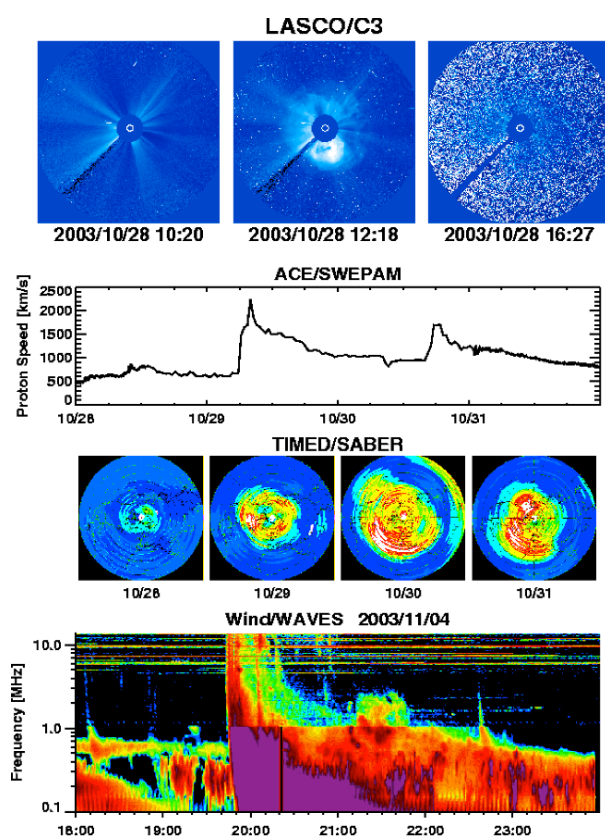 LASCO/C3
2003/10/28 10:20 2003/10/28 12:18 2003/10/28 16:27
ACE/SWEPAM
Proton Speed [km/s]
2500
2000
1500
1000
500
0
10/28 10/29 10/30 10/31
TIMED/SABER
10/28 10/29 10/30 10/31
Wind/WAVES 2003/11/04
Frequency [MHz]
10.0
1.0
0.1
18:00 19:00 20:00 21:00 22:00 23:00